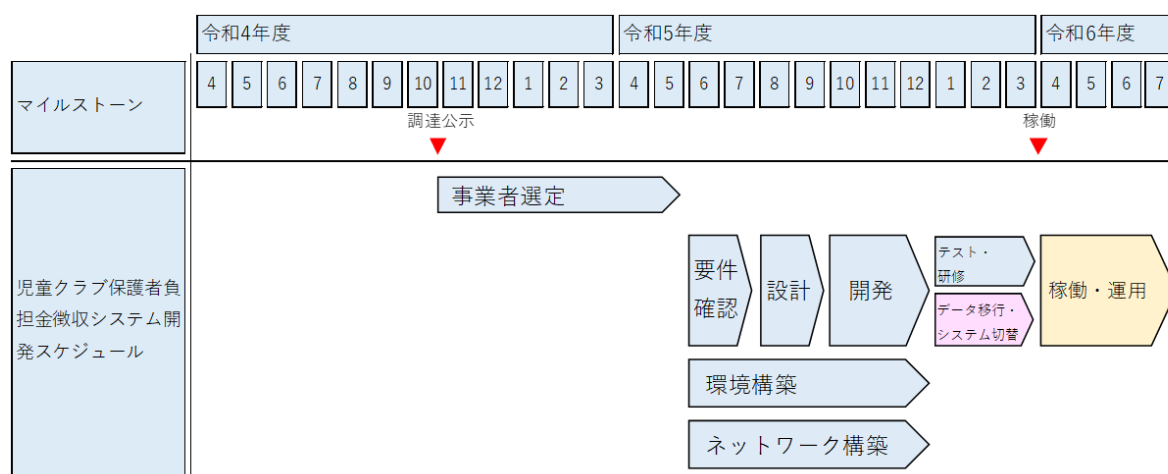 令和4年度 令和5年度 令和6年度
マイルストーン
4 5 6 7 8 9 10 11 12 1 2 3 4 5 6 7 8 9 10 11 12 1 2 3 4 5 6 7
調達公示 稼働
児童クラブ保護者負
担金徴収システム開
発スケジュール
事業者選定
要件
確認
設計
開発
テスト・
研修
データ移行・
システム切替
稼働・運用
環境構築
ネットワーク構築